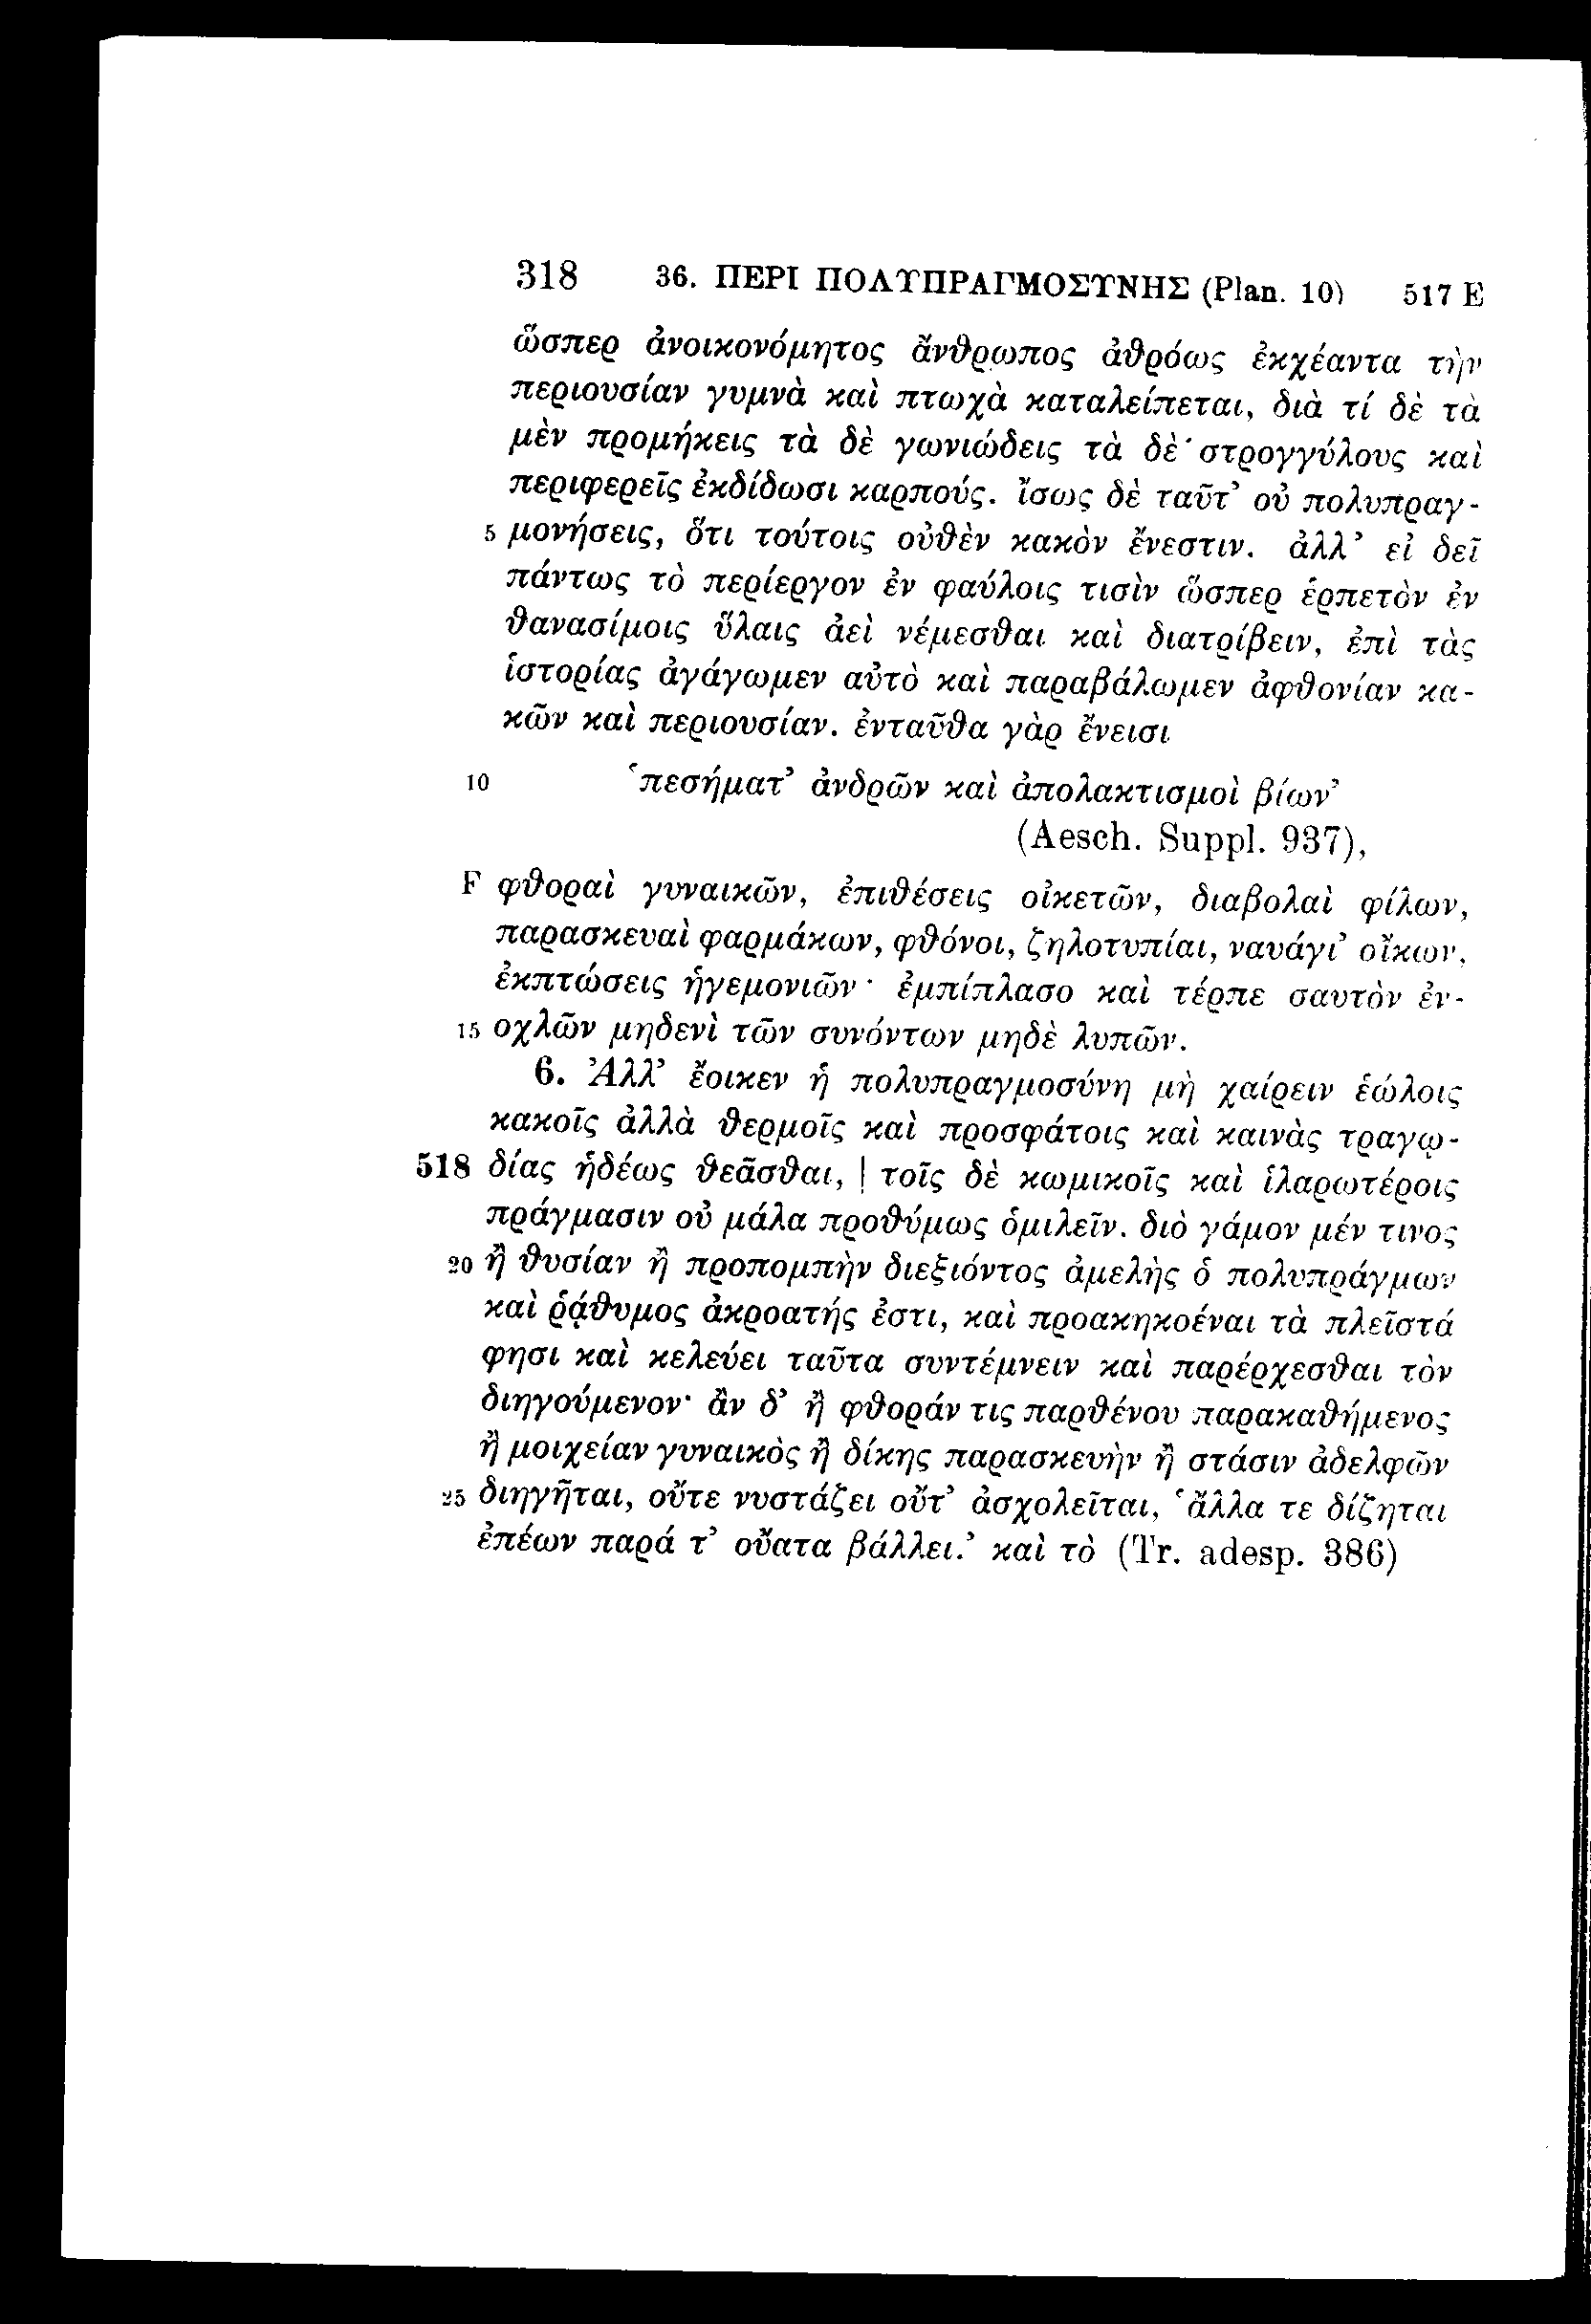 318 36. ΠΕΡΙ ΠΟΛΥΠΡΑΓΜΟΣΥΝΗΣ (Plan. 10) 517 E
ὥσπερ ἀνοικονόμητος ἄνθρωπος ἀθρόως ἐκχέαντα τὴν
περιουσίαν γυμνὰ καὶ πτωχὰ καταλείπεται, διὰ τί δὲ τὰ
μὲν προμήκεις τὰ δὲ γωνιώδεις τὰ δὲ στρογγύλους καὶ
περιφερεῖς ἐκδίδωσι καρπούς. ἴσως δὲ ταῦτ’ οὐ πολυπραγ-
5 μονήσεις, ὅτι τούτοις οὐθὲν κακὸν ἔνεστιν. ἀλλ’ εἰ δεῖ
πάντως τὸ περίεργον ἐν φαύλοις τισὶν ὥσπερ ἑρπετὸν ἐν
θανασίμοις ὕλαις ἀεὶ νέμεσθαι καὶ διατρίβειν, ἐπὶ τὰς
ἱστορίας ἀγάγωμεν αὐτὸ καὶ παραβάλωμεν ἀφθονίαν κα-
κῶν καὶ περιουσίαν. ἐνταῦθα γὰρ ἔνεισι
10 ‘πεσήματ’ ἀνδρῶν καὶ ἀπολακτισμοὶ βίων’
(Aesch. Suppl. 937),
F φθοραὶ γυναικῶν, ἐπιθέσεις οἰκετῶν, διαβολαὶ φίλων,
παρασκευαὶ φαρμάκων, φθόνοι, ζηλοτυπίαι, ναυάγι’ οἴκων,
ἐκπτώσεις ἡγεμονιῶν· ἐμπίπλασο καὶ τέρπε σαυτὸν ἐν-
15 οχλῶν μηδενὶ τῶν συνόντων μηδὲ λυπῶν.
6. Ἀλλ’ ἔοικεν ἡ πολυπραγμοσύνη μὴ χαίρειν ἑώλοις
κακοῖς ἀλλὰ θερμοῖς καὶ προσφάτοις καὶ καινὰς τραγῳ-
518 δίας ἡδέως θεᾶσθαι, | τοῖς δὲ κωμικοῖς καὶ ἱλαρωτέροις
πράγμασιν οὐ μάλα προθύμως ὁμιλεῖν. διὸ γάμον μέν τινος
20 ἢ θυσίαν ἢ προπομπὴν διεξιόντος ἀμελὴς ὁ πολυπράγμων
καὶ ῥᾴθυμος ἀκροατής ἐστι, καὶ προακηκοέναι τὰ πλεῖστά
φησι καὶ κελεύει ταῦτα συντέμνειν καὶ παρέρχεσθαι τὸν
διηγούμενον· ἂν δ’ ἢ φθοράν τις παρθένου παρακαθήμενος
ἢ μοιχείαν γυναικὸς ἢ δίκης παρασκευὴν ἢ στάσιν ἀδελφῶν
25 διηγῆται, οὔτε νυστάζει οὔτ’ ἀσχολεῖται, ‘ἄλλα τε δίζηται
ἐπέων παρά τ’ οὔατα βάλλει.’ καὶ τὸ (Tr. adesp. 386)